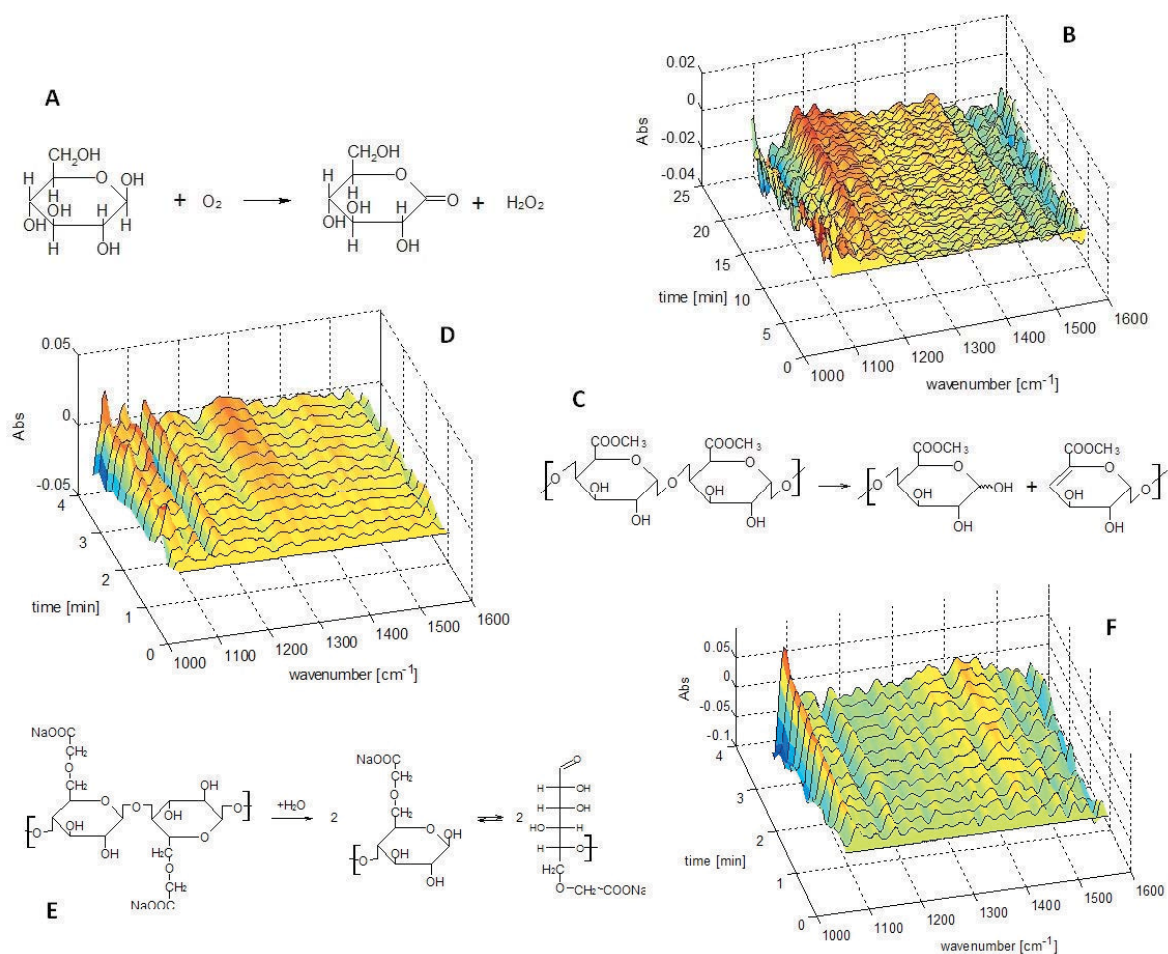 A
CH₂OH
H
O
OH
H
H
OH
H
OH
H
H
OH
+ O₂
CH₂OH
H
O
H
OH
H
OH
H
OH
O
+ H₂O₂
B
Abs
0.02
0
-0.02
-0.04
25
20
15
10
5
0
time [min]
1000
1100
1200
1300
1400
1500
1600
wavenumber [cm⁻¹]
D
Abs
0.05
0
-0.05
4
3
2
1
0
time [min]
1000
1100
1200
1300
1400
1500
1600
wavenumber [cm⁻¹]
C
COOCH₃
COOCH₃
COOCH₃
COOCH₃
[ O
O
OH
OH
O
O
OH
OH
O ]
[ O
O
OH
OH
OH
+
O
OH
OH
O ]
F
Abs
0.05
0
-0.05
-0.1
4
3
2
1
0
time [min]
1000
1100
1200
1300
1400
1500
1600
wavenumber [cm⁻¹]
NaOOC
CH₂
O
CH₂
O
OH
OH
O
OH
OH
O
[ O
O ]
H₂C
O
CH₂
NaOOC
+H₂O
2
NaOOC
CH₂
O
CH₂
O
OH
OH
OH
[ O
2
O
H
OH
H
OH
HO
H
H
O ]
H₂C
O-CH₂-COONa
E